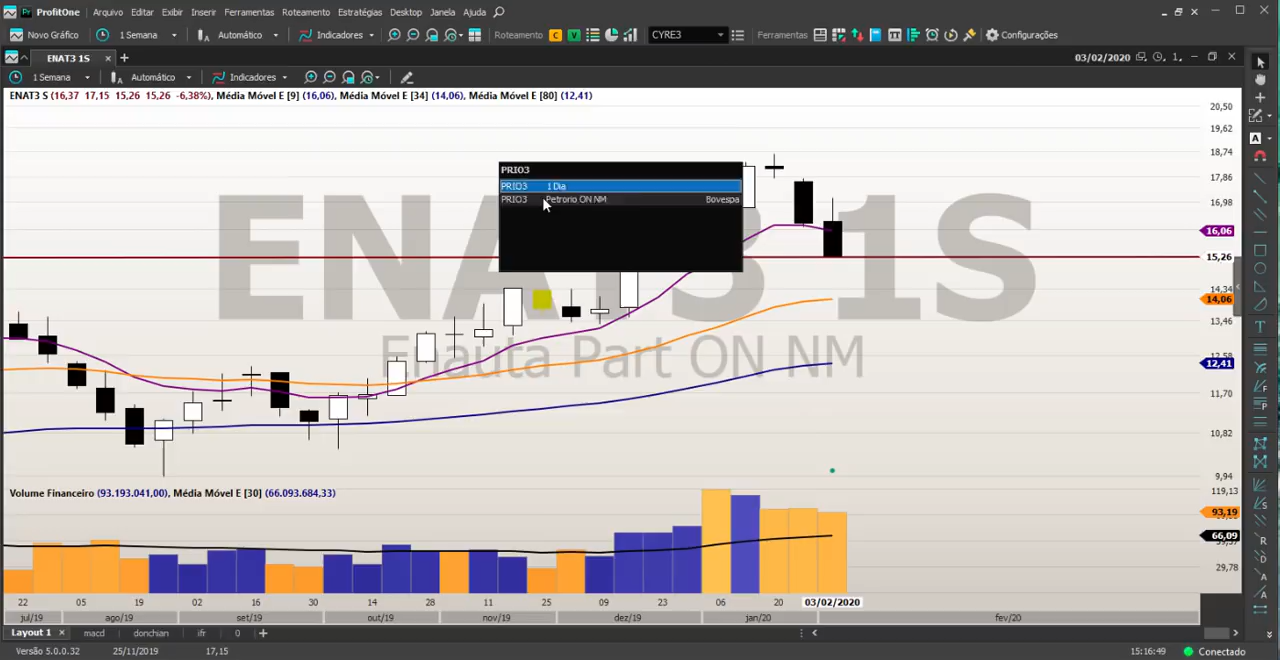 ProfitOne Arquivo Editar Exibir Inserir Ferramentas Roteamento Estratégias Desktop Janela Ajuda
Novo Gráfico 1 Semana Automático Indicadores Roteamento C V CYRE3 Ferramentas Configurações
ENAT3 1S 03/02/2020
1 Semana Automático Indicadores
ENAT3 S (16,37 17,15 15,26 15,26 -6,38%), Média Móvel E [9] (16,06), Média Móvel E [34] (14,06), Média Móvel E [80] (12,41)
20,50
19,62
18,74
17,86
16,98
16,06
15,26
14,34
14,06
13,46
12,58
12,41
11,70
10,82
9,94
PRIO3
PRIO3 1 Dia
PRIO3 Petrorio ON NM Bovespa
ENAT3 1S
Enauta Part ON NM
Volume Financeiro (93.193.041,00), Média Móvel E [30] (66.093.684,33)
119,13
93,19
66,09
29,78
22 05 19 02 16 30 14 28 11 25 09 23 06 20 03/02/2020
jul/19 ago/19 set/19 out/19 nov/19 dez/19 jan/20 fev/20
Layout 1 macd donchian ifr 0
Versão 5.0.0.32 25/11/2019 17,15 15:16:49 Conectado